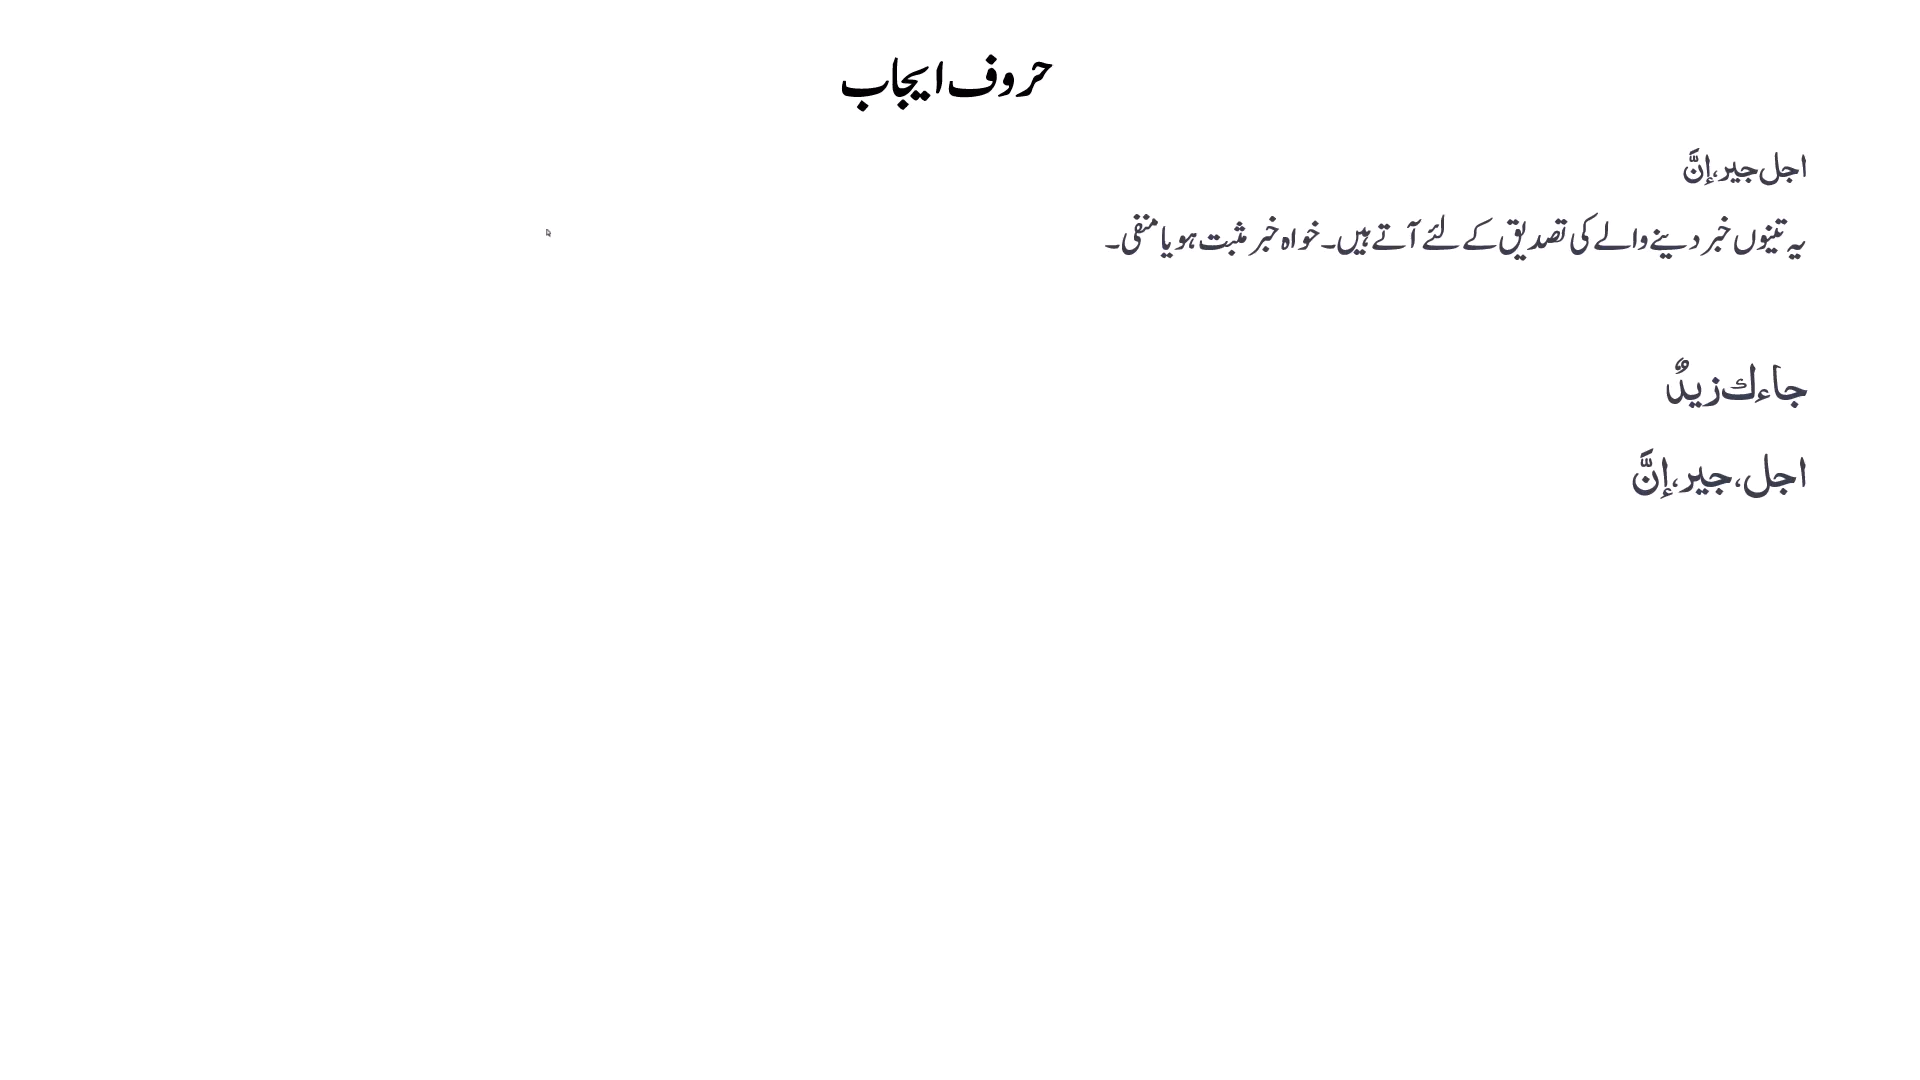 حروف ایجاب
اجل جیر، إنَّ
یہ تینوں خبر دینے والے کی تصدیق کے لئے آتے ہیں۔ خواہ خبر مثبت ہو یا منفی۔
جاءك زیدٌ
اجل، جیر، إنَّ